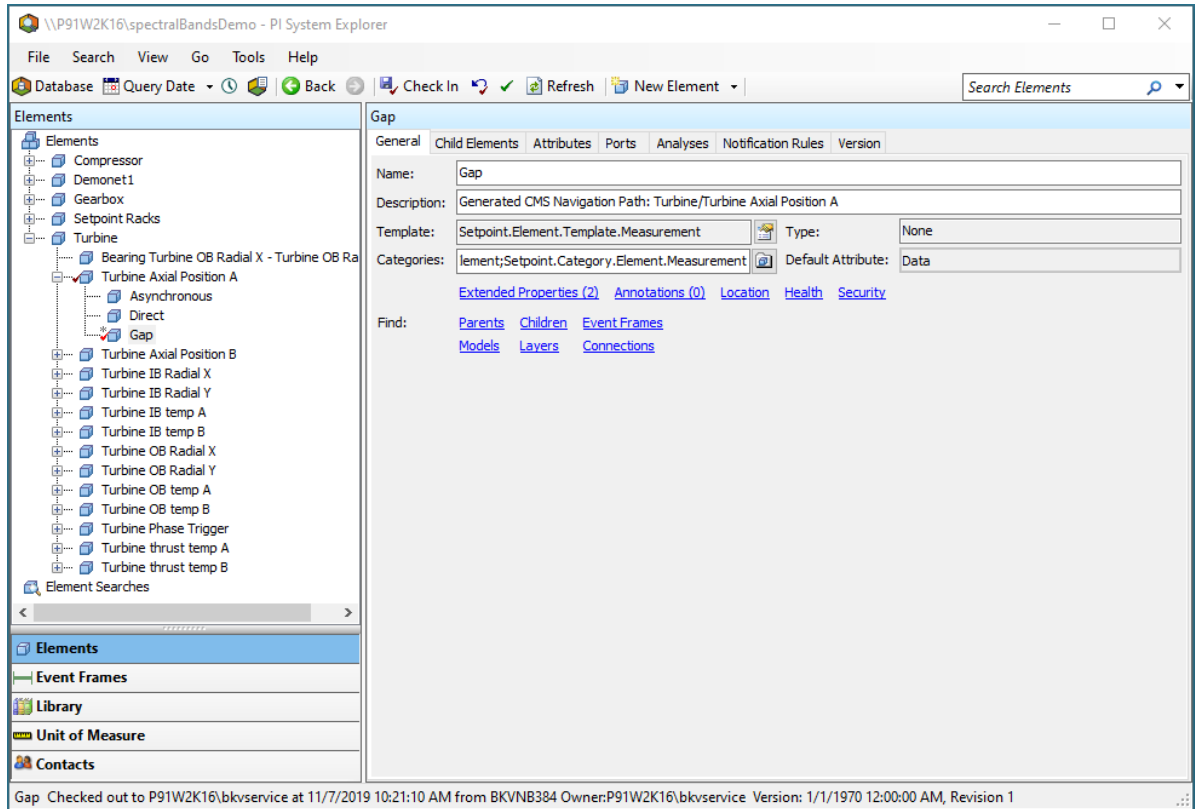 \\P91W2K16\spectralBandsDemo - PI System Explorer
File Search View Go Tools Help
Database Query Date Back Check In Refresh New Element Search Elements
Elements
Elements
Compressor
Demonet1
Gearbox
Setpoint Racks
Turbine
Bearing Turbine OB Radial X - Turbine OB Ra
Turbine Axial Position A
Asynchronous
Direct
Gap
Turbine Axial Position B
Turbine IB Radial X
Turbine IB Radial Y
Turbine IB temp A
Turbine IB temp B
Turbine OB Radial X
Turbine OB Radial Y
Turbine OB temp A
Turbine OB temp B
Turbine Phase Trigger
Turbine thrust temp A
Turbine thrust temp B
Element Searches
Elements
Event Frames
Library
Unit of Measure
Contacts
Gap
General Child Elements Attributes Ports Analyses Notification Rules Version
Name: Gap
Description: Generated CMS Navigation Path: Turbine/Turbine Axial Position A
Template: Setpoint.Element.Template.Measurement Type: None
Categories: lement;Setpoint.Category.Element.Measurement Default Attribute: Data
Extended Properties (2) Annotations (0) Location Health Security
Find: Parents Children Event Frames
Models Layers Connections
Gap Checked out to P91W2K16\bkvservice at 11/7/2019 10:21:10 AM from BKVNB384 Owner:P91W2K16\bkvservice Version: 1/1/1970 12:00:00 AM, Revision 1